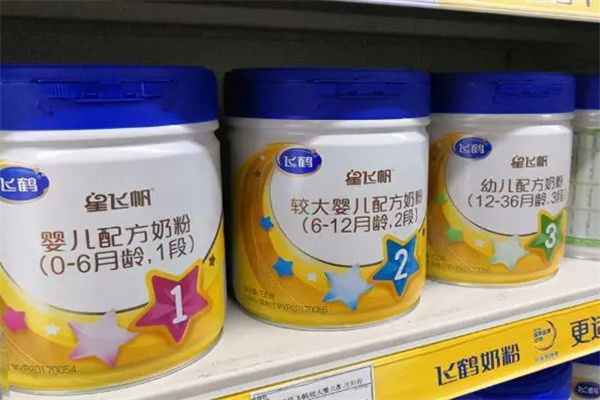 飞鹤
星飞帆
婴儿配方奶粉
(0-6月龄,1段)
1
飞鹤
星飞帆
较大婴儿配方奶粉
(6-12月龄,2段)
2
飞鹤
星飞帆
幼儿配方奶粉
(12-36月龄,3段)
3
飞鹤奶粉
更适